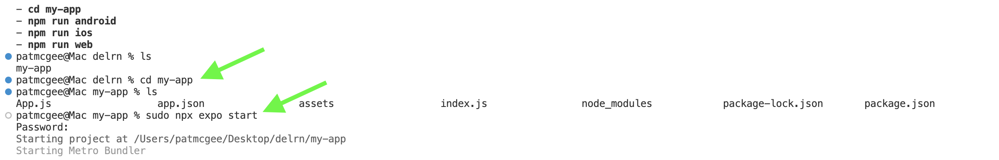 – cd my-app
– npm run android
– npm run ios
– npm run web
patmcgee@Mac delrn % ls
my-app
patmcgee@Mac delrn % cd my-app
patmcgee@Mac my-app % ls
App.js app.json assets index.js node_modules package-lock.json package.json
patmcgee@Mac my-app % sudo npx expo start
Password:
Starting project at /Users/patmcgee/Desktop/delrn/my-app
Starting Metro Bundler